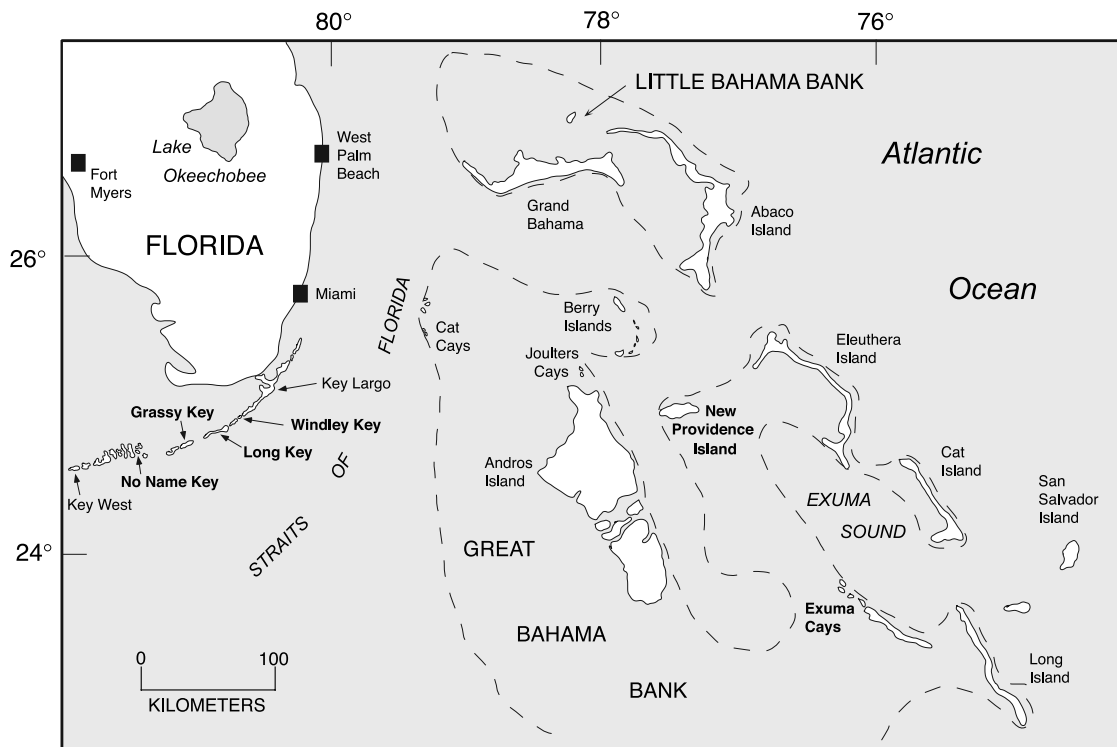 80°
78°
76°
LITTLE BAHAMA BANK
Lake
Okeechobee
West
Palm
Beach
Fort
Myers
Atlantic
Grand
Bahama
Abaco
Island
FLORIDA
26°
Miami
FLORIDA
Cat
Cays
Berry
Islands
Ocean
Eleuthera
Island
Joulters
Cays
Key Largo
Grassy Key
Windley Key
Long Key
New
Providence
Island
No Name Key
Key West
Andros
Island
OF
Cat
Island
San
Salvador
Island
EXUMA
SOUND
STRAITS
24°
GREAT
Exuma
Cays
BAHAMA
0 100
KILOMETERS
BANK
Long
Island